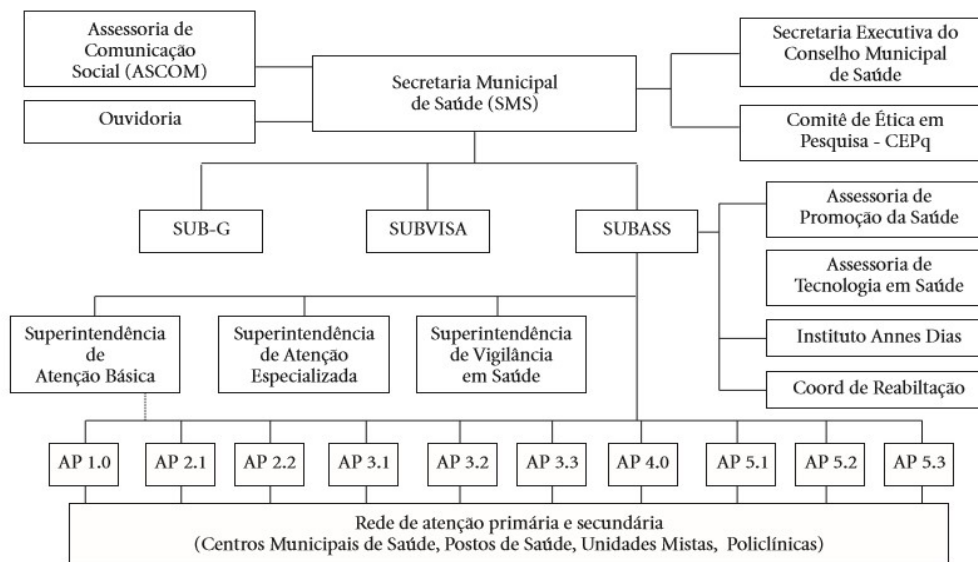 Assessoria de
Comunicação
Social (ASCOM)
Ouvidoria
Secretaria Municipal
de Saúde (SMS)
Secretaria Executiva do
Conselho Municipal
de Saúde
Comitê de Ética em
Pesquisa - CEPq
SUB-G
SUBVISA
SUBASS
Assessoria de
Promoção da Saúde
Assessoria de
Tecnologia em Saúde
Instituto Annes Dias
Coord de Reabiltação
Superintendência
de
Atenção Básica
Superintendência
de Atenção
Especializada
Superintendência
de Vigilância
em Saúde
AP 1.0
AP 2.1
AP 2.2
AP 3.1
AP 3.2
AP 3.3
AP 4.0
AP 5.1
AP 5.2
AP 5.3
Rede de atenção primária e secundária
(Centros Municipais de Saúde, Postos de Saúde, Unidades Mistas, Policlínicas)